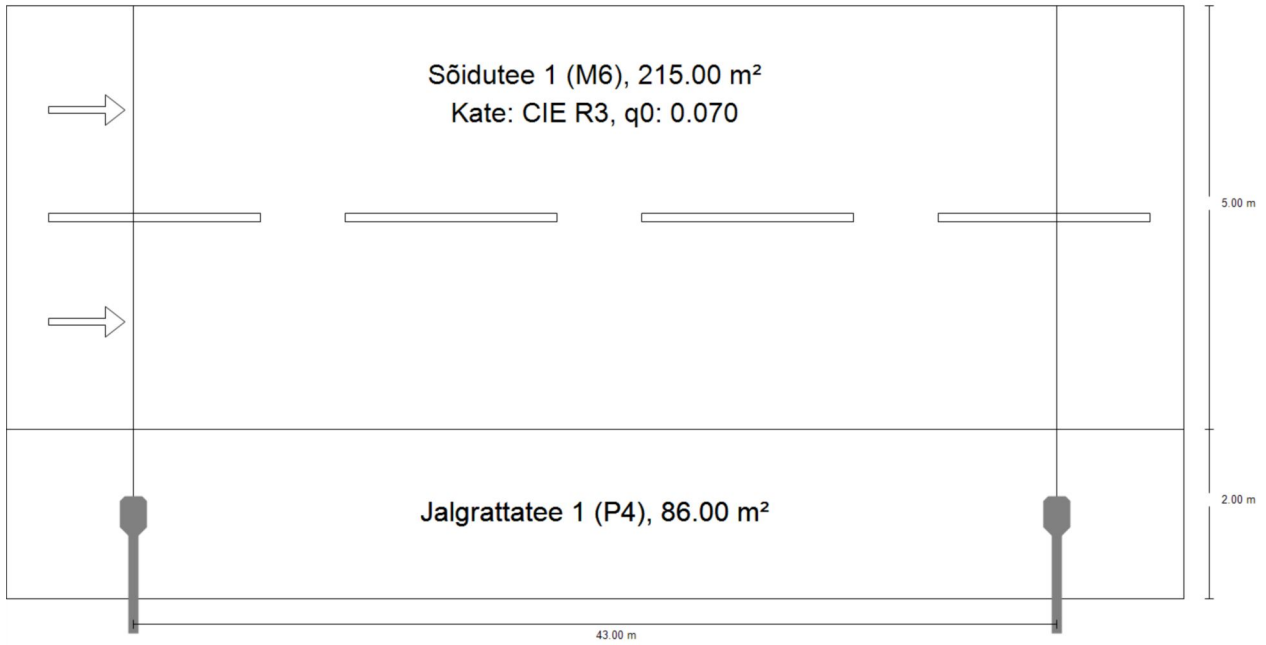 Sõidutee 1 (M6), 215.00 m²
Kate: CIE R3, q0: 0.070
5.00 m
Jalgrattatee 1 (P4), 86.00 m²
2.00 m
43.00 m